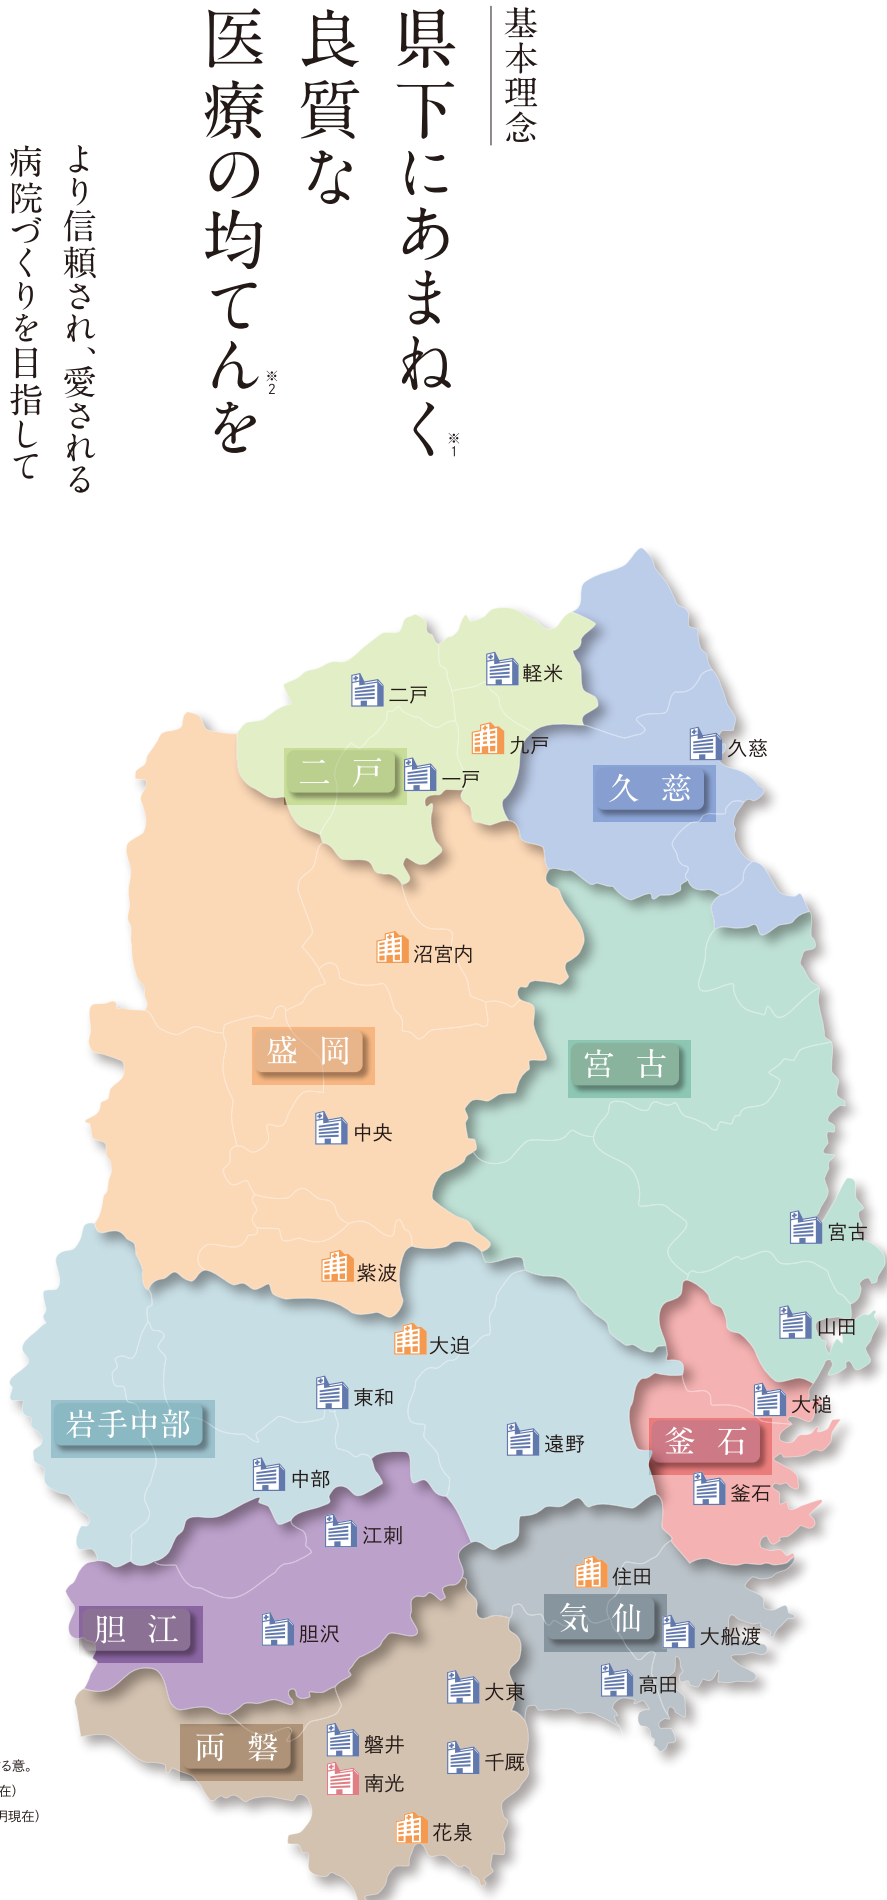 基本理念
県下にあまねく※1
良質な
医療の均てんを※2
より信頼され、愛される
病院づくりを目指して
軽米
二戸
九戸
久慈
一戸
二戸
久慈
沼宮内
盛岡
宮古
中央
宮古
紫波
山田
大迫
東和
大槌
岩手中部
釜石
遠野
中部
釜石
江刺
住田
胆江
気仙
胆沢
大船渡
高田
大東
両磐
磐井
千厩
南光
花泉
る意。
在）
月現在）